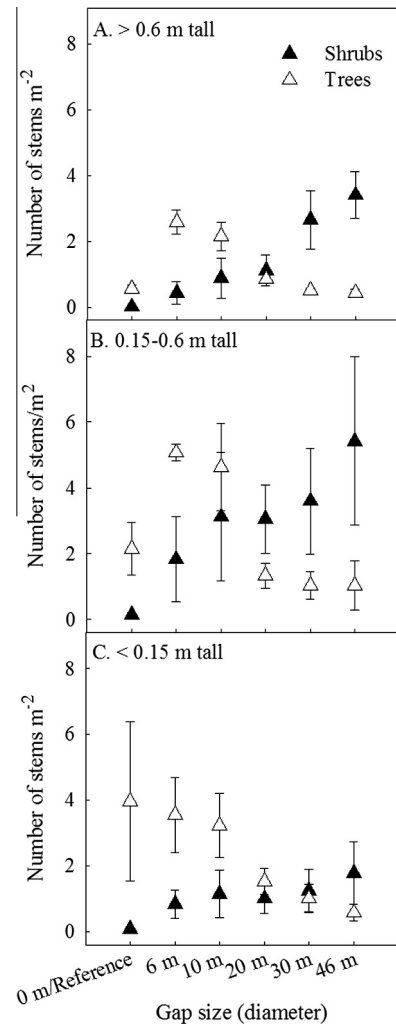 A. > 0.6 m tall
Shrubs
Trees
Number of stems m-2
8
6
4
2
0
B. 0.15-0.6 m tall
Number of stems/m2
8
6
4
2
0
C. < 0.15 m tall
Number of stems m-2
8
6
4
2
0
0 m/Reference
6 m
10 m
20 m
30 m
46 m
Gap size (diameter)